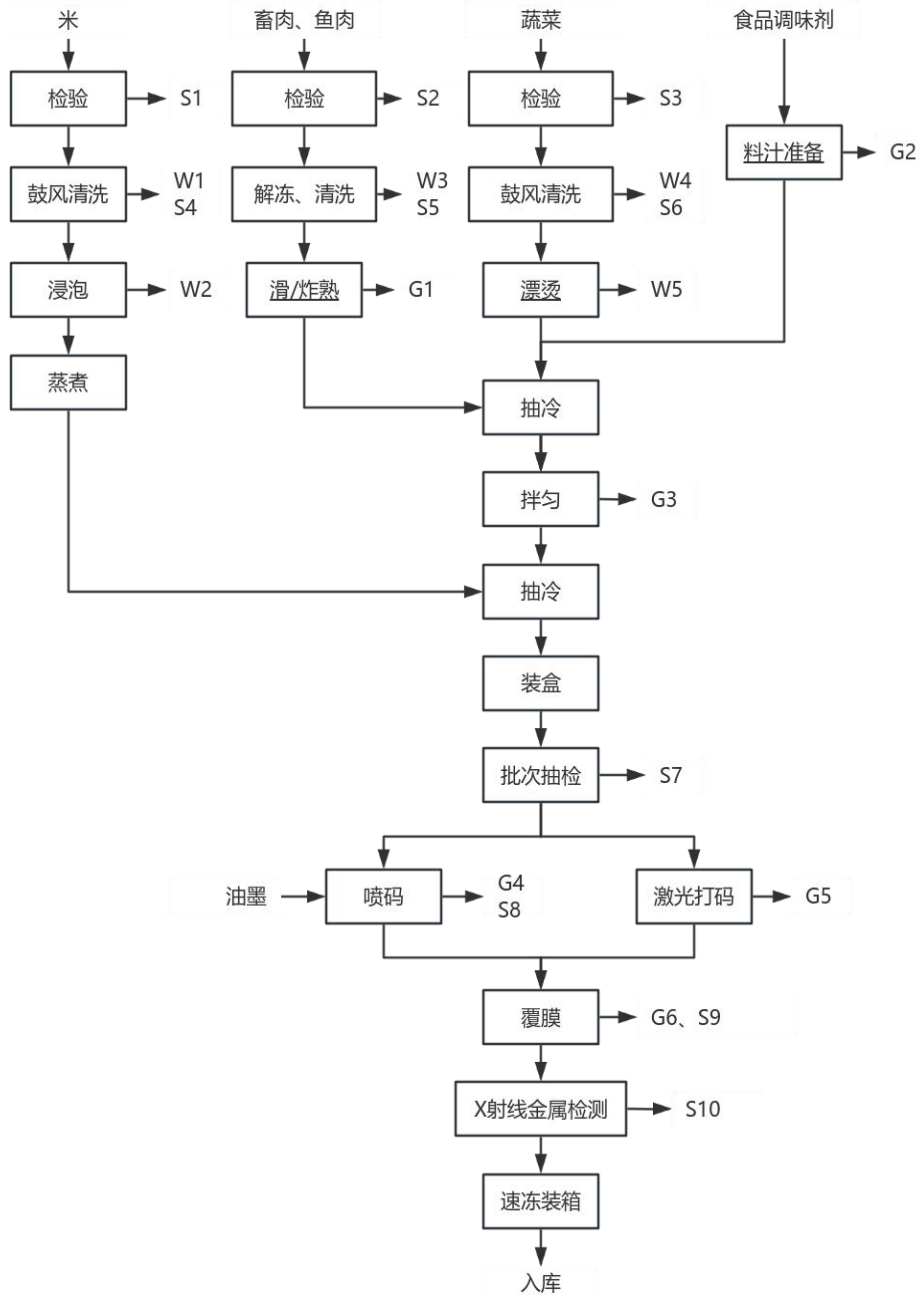 米
畜肉、鱼肉
蔬菜
食品调味剂
检验
S1
检验
S2
检验
S3
料汁准备
G2
鼓风清洗
W1
S4
解冻、清洗
W3
S5
鼓风清洗
W4
S6
浸泡
W2
滑/炸熟
G1
漂烫
W5
蒸煮
抽冷
拌匀
G3
抽冷
装盒
批次抽检
S7
油墨
喷码
G4
S8
激光打码
G5
覆膜
G6、S9
X射线金属检测
S10
速冻装箱
入库